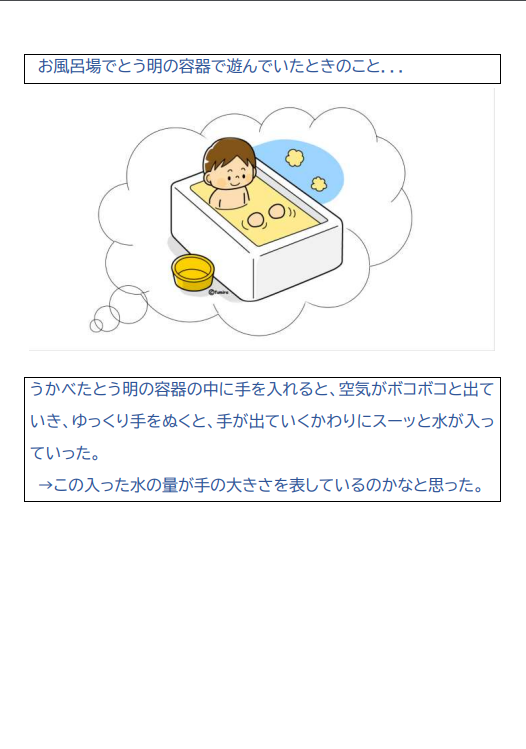 お風呂場でとう明の容器で遊んでいたときのこと．．．
©fumira
うかべたとう明の容器の中に手を入れると、空気がボコボコと出て
いき、ゆっくり手をぬくと、手が出ていくかわりにスーッと水が入っ
ていった。
→この入った水の量が手の大きさを表しているのかなと思った。